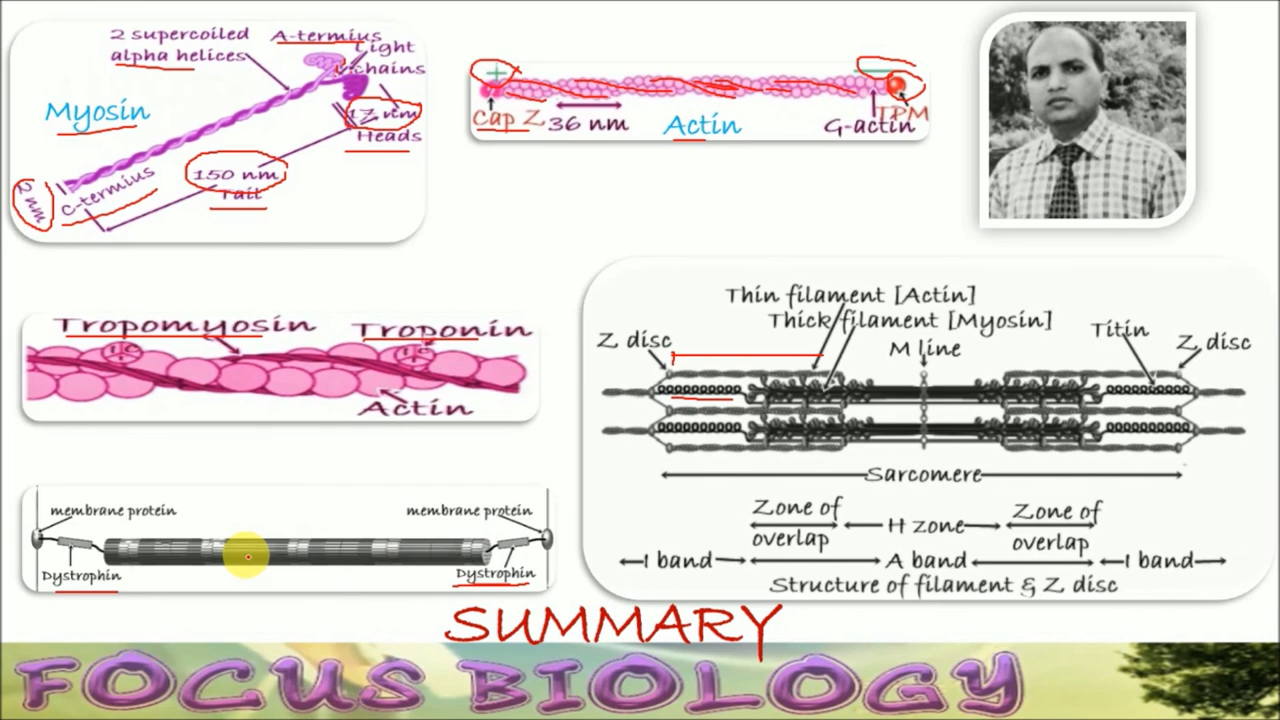 2 supercoiled
alpha helices
A-termius
Light
chains
Myosin
17 nm
Heads
150 nm
Tail
2 nm
C-termius
+
Cap Z
36 nm
Actin
G-actin
TPM
Tropomyosin
Troponin
Actin
membrane protein
membrane protein
Dystrophin
Dystrophin
Thin filament [Actin]
Thick filament [Myosin]
Z disc
M line
Titin
Z disc
Sarcomere
Zone of
overlap
H zone
Zone of
overlap
I band
A band
I band
Structure of filament & Z disc
SUMMARY
FOCUS BIOLOGY